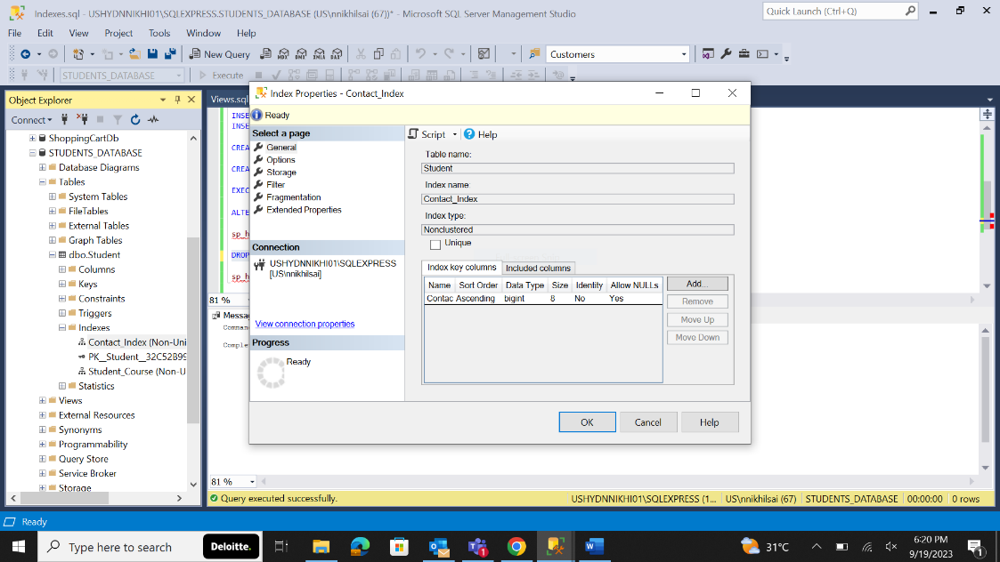 Indexes.sql - USHYDNNIKHI01\SQLEXPRESS.STUDENTS_DATABASE (US\nnikhilsai (67))* - Microsoft SQL Server Management Studio
Quick Launch (Ctrl+Q)
File Edit View Project Tools Window Help
New Query
MDX DMX XMLA DAX
Customers
STUDENTS_DATABASE
Execute
Object Explorer
Connect
ShoppingCartDb
STUDENTS_DATABASE
Database Diagrams
Tables
System Tables
FileTables
External Tables
Graph Tables
dbo.Student
Columns
Keys
Constraints
Triggers
Indexes
Contact_Index (Non-Uni
PK__Student__32C52B99
Student_Course (Non-U
Statistics
Views
External Resources
Synonyms
Programmability
Query Store
Service Broker
Storage
Views.sql
INSE
INSE
CREA
CREA
EXEC
ALTE
sp_h
DROP
sp_h
81 %
Messa
Comman
Comple
81 %
Index Properties - Contact_Index
Ready
Select a page
General
Options
Storage
Filter
Fragmentation
Extended Properties
Connection
USHYDNNIKHI01\SQLEXPRESS
[US\nnikhilsai]
View connection properties
Progress
Ready
Script Help
Table name:
Student
Index name:
Contact_Index
Index type:
Nonclustered
Unique
Index key columns Included columns
Name Sort Order Data Type Size Identity Allow NULLs
Contac Ascending bigint 8 No Yes
Add...
Remove
Move Up
Move Down
OK Cancel Help
Query executed successfully.
USHYDNNIKHI01\SQLEXPRESS (1... US\nnikhilsai (67) STUDENTS_DATABASE 00:00:00 0 rows
Ready
Type here to search
Deloitte.
1
31°C
6:20 PM
9/19/2023
1